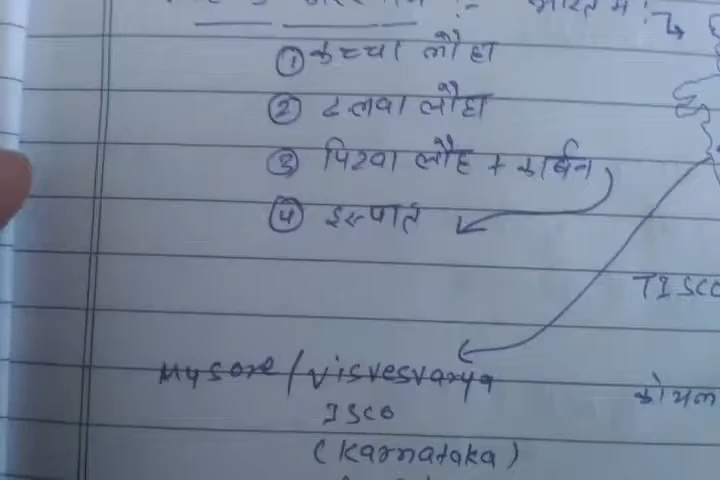 भारत में :-
① कच्चा लौहा
② ढलवा लौहा
③ पिटवा लौह + कार्बन
④ इस्पात
TISCO
Mysore / Visvesvarya
कोयल
ISCO
(Karnataka)